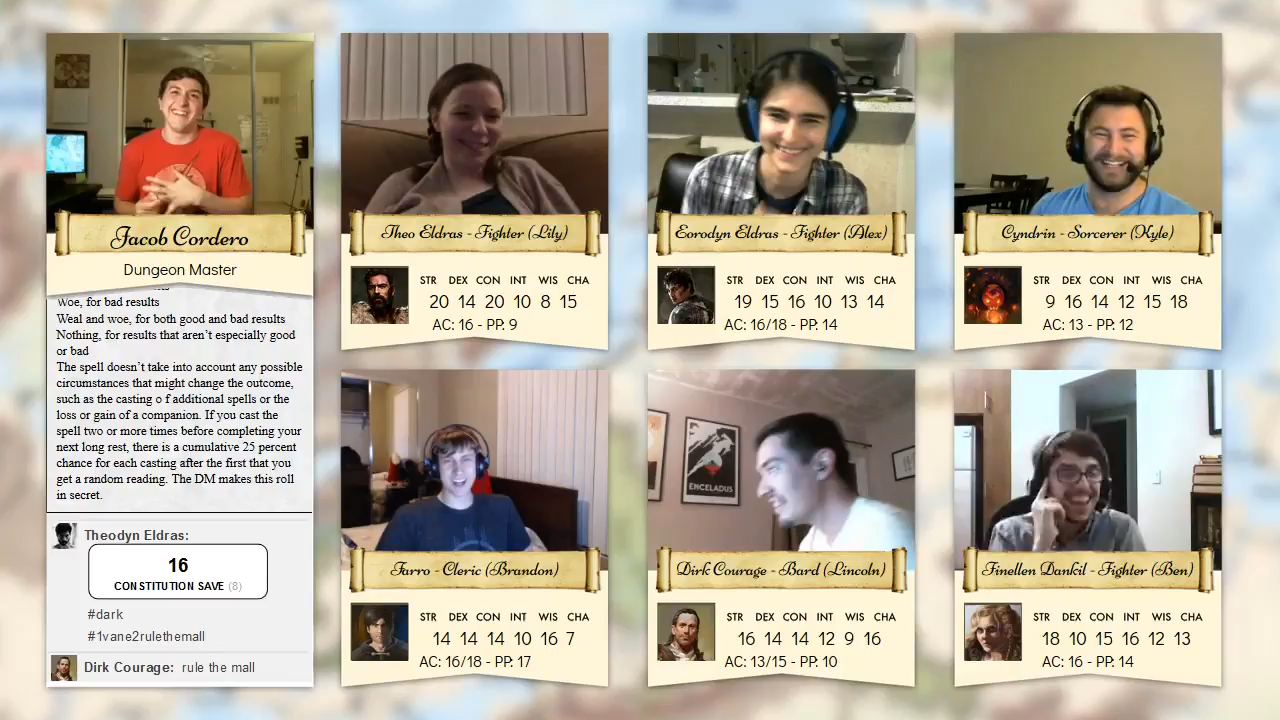 Jacob Cordero
Dungeon Master
Woe, for bad results
Weal and woe, for both good and bad results
Nothing, for results that aren't especially good
or bad
The spell doesn't take into account any possible
circumstances that might change the outcome,
such as the casting o f additional spells or the
loss or gain of a companion. If you cast the
spell two or more times before completing your
next long rest, there is a cumulative 25 percent
chance for each casting after the first that you
get a random reading. The DM makes this roll
in secret.
Theodyn Eldras:
16
CONSTITUTION SAVE (8)
#dark
#1vane2rulethemall
Dirk Courage: rule the mall
Theo Eldras - Fighter (Lily)
STR DEX CON INT WIS CHA
20 14 20 10 8 15
AC: 16 - PP: 9
Eorodyn Eldras - Fighter (Alex)
STR DEX CON INT WIS CHA
19 15 16 10 13 14
AC: 16/18 - PP: 14
Cyndrin - Sorcerer (Kyle)
STR DEX CON INT WIS CHA
9 16 14 12 15 18
AC: 13 - PP: 12
Farro - Cleric (Brandon)
STR DEX CON INT WIS CHA
14 14 14 10 16 7
AC: 16/18 - PP: 17
ENCELADUS
Dirk Courage - Bard (Lincoln)
STR DEX CON INT WIS CHA
16 14 14 12 9 16
AC: 13/15 - PP: 10
Finellen Dankil - Fighter (Ben)
STR DEX CON INT WIS CHA
18 10 15 16 12 13
AC: 16 - PP: 14